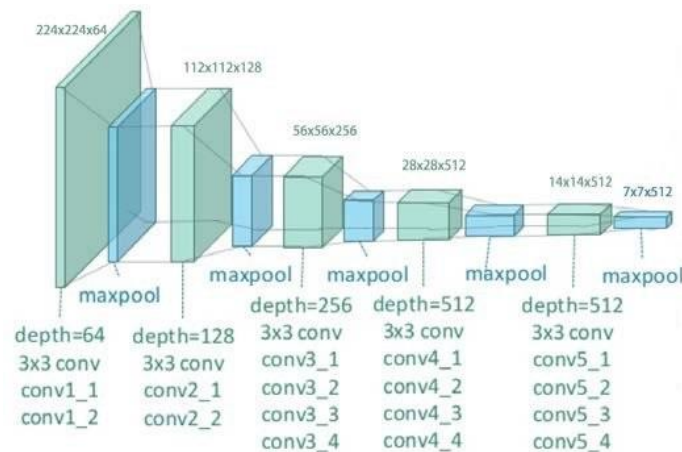 224x224x64
112x112x128
56x56x256
28x28x512
14x14x512
7x7x512
maxpool
maxpool
maxpool
maxpool
maxpool
depth=64
3x3 conv
conv1_1
conv1_2
depth=128
3x3 conv
conv2_1
conv2_2
depth=256
3x3 conv
conv3_1
conv3_2
conv3_3
conv3_4
depth=512
3x3 conv
conv4_1
conv4_2
conv4_3
conv4_4
depth=512
3x3 conv
conv5_1
conv5_2
conv5_3
conv5_4